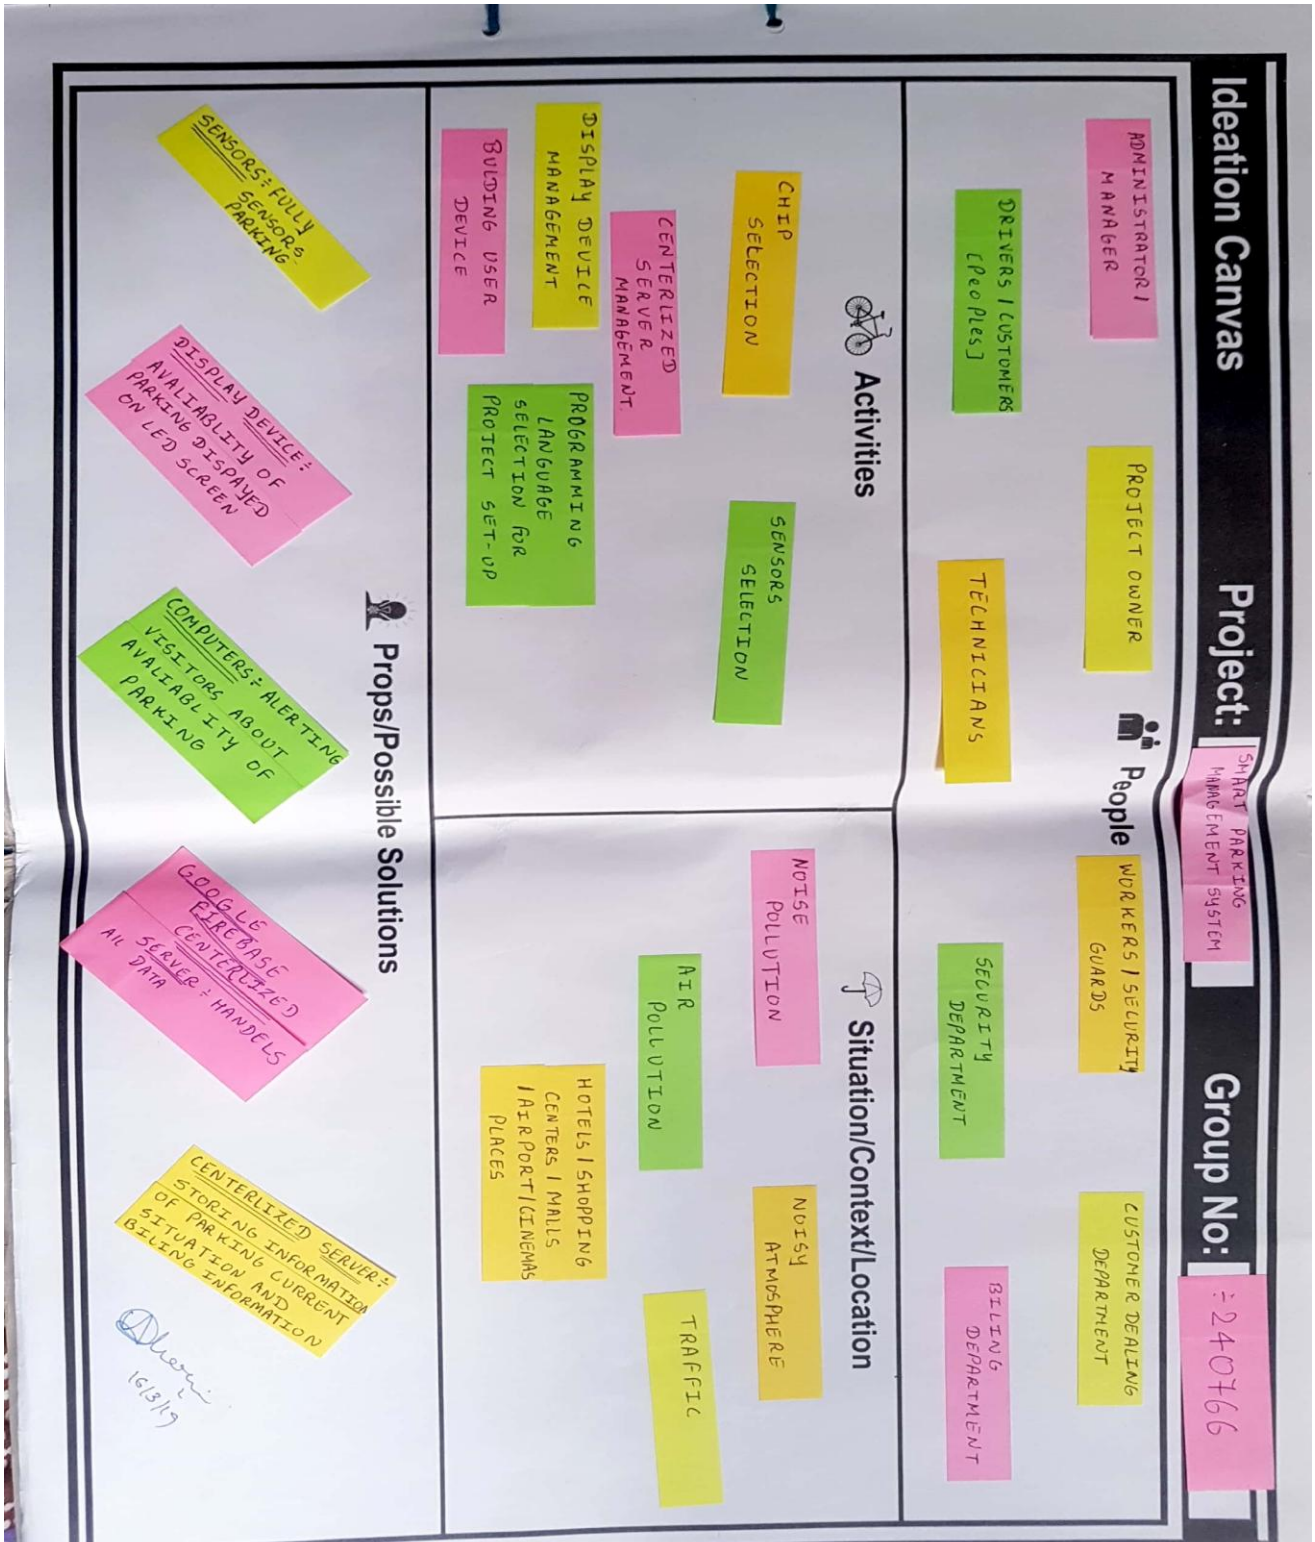 Ideation Canvas
Project:
SMART PARKING
MANAGEMENT SYSTEM
Group No:
:- 240766
People
ADMINISTRATOR /
MANAGER
PROJECT OWNER
WORKERS / SECURITY
GUARDS
CUSTOMER DEALING
DEPARTMENT
DRIVERS / CUSTOMERS
[PEOPLES]
TECHNICIANS
SECURITY
DEPARTMENT
BILING
DEPARTMENT
Activities
CHIP
SELECTION
SENSORS
SELECTION
CENTERLIZED
SERVER
MANAGEMENT.
DISPLAY DEVICE
MANAGEMENT
BUILDING USER
DEVICE
PROGRAMMING
LANGUAGE
SELECTION FOR
PROJECT SET-UP
Situation/Context/Location
NOISE
POLLUTION
NOISY
ATMOSPHERE
AIR
POLLUTION
TRAFFIC
HOTELS / SHOPPING
CENTERS / MALLS
/ AIRPORT / CINEMAS
PLACES
Props/Possible Solutions
SENSORS:- FULLY
SENSORS
PARKING
DISPLAY DEVICE:-
AVALIABLITY OF
PARKING DISPAYED
ON LED SCREEN
COMPUTERS:- ALERTING
VISITORS ABOUT
AVALIABLITY OF
PARKING
GOOGLE
FIREBASE
CENTERLIZED
SERVER:- HANDELS
All DATA
CENTERLIZED SERVER:-
STORING INFORMATION
OF PARKING CURRENT
SITUATION AND
BILING INFORMATION
16/3/19